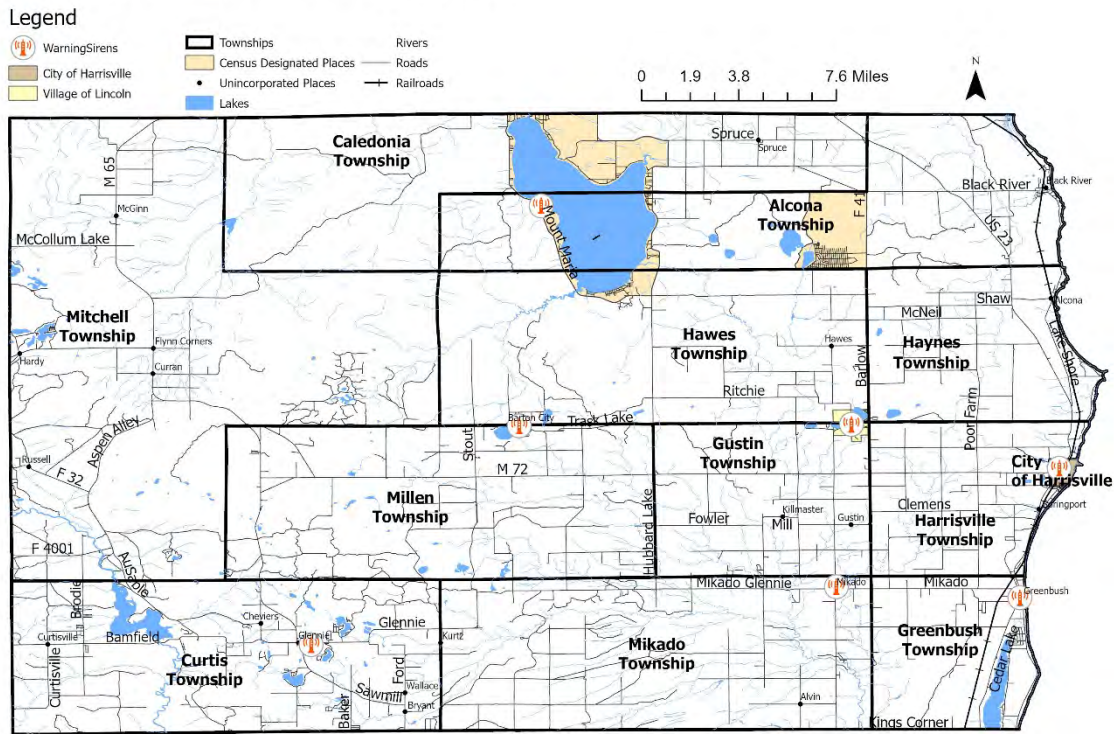 Legend
WarningSirens
City of Harrisville
Village of Lincoln
Townships
Census Designated Places
Unincorporated Places
Lakes
Rivers
Roads
Railroads
0 1.9 3.8 7.6 Miles
N
Caledonia
Township
Spruce
Spruce
M 65
McGinn
McCollum Lake
Black River
Black River
Alcona
Township
F 41
US 23
Mount Maria
Mitchell
Township
Hardy
Flynn Corners
Curran
Shaw
Alcona
McNeil
Hawes
Township
Hawes
Haynes
Township
Lake Shore
Barlow
Ritchie
Barton City
Trask Lake
Stout
Poor Farm
Aspen Alley
Russell
F 32
M 72
Gustin
Township
City
of Harrisville
Millen
Township
Hubbard Lake
Killmaster
Fowler
Mill
Gustin
Clemens
Springport
Harrisville
Township
F 4001
AuSable
Mikado Glennie
Mikado
Mikado
Greenbush
Brodie
Cheviers
Curtisville
Bamfield
Glennie
Glennie
Kurtz
Curtisville
Curtis
Township
Mikado
Township
Greenbush
Township
Cedar Lake
Ford
Wallace
Sawmill
Bryant
Baker
Alvin
Kings Corner